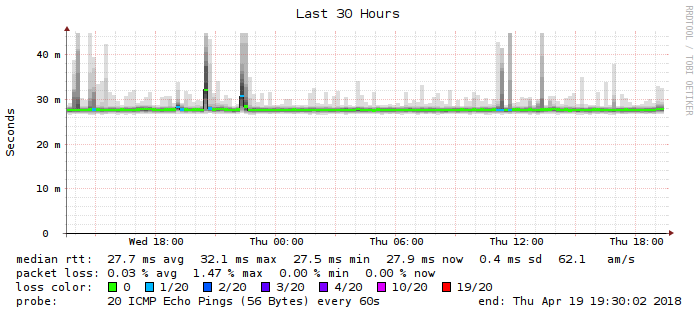 Last 30 Hours
RRDTOOL / TOBI OETIKER
Seconds
40 m
30 m
20 m
10 m
0
Wed 18:00 Thu 00:00 Thu 06:00 Thu 12:00 Thu 18:00
median rtt: 27.7 ms avg 32.1 ms max 27.5 ms min 27.9 ms now 0.4 ms sd 62.1 am/s
packet loss: 0.03 % avg 1.47 % max 0.00 % min 0.00 % now
loss color: 0 1/20 2/20 3/20 4/20 10/20 19/20
probe: 20 ICMP Echo Pings (56 Bytes) every 60s end: Thu Apr 19 19:30:02 2018